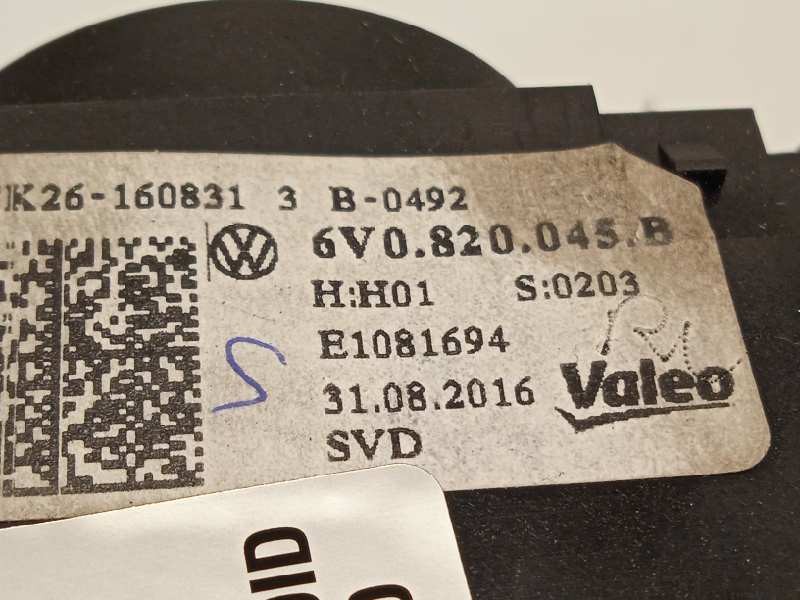 K26-160831 3 B-0492
6V0.820.045.B
H:H01 S:0203
E1081694
31.08.2016
Valeo
SVD